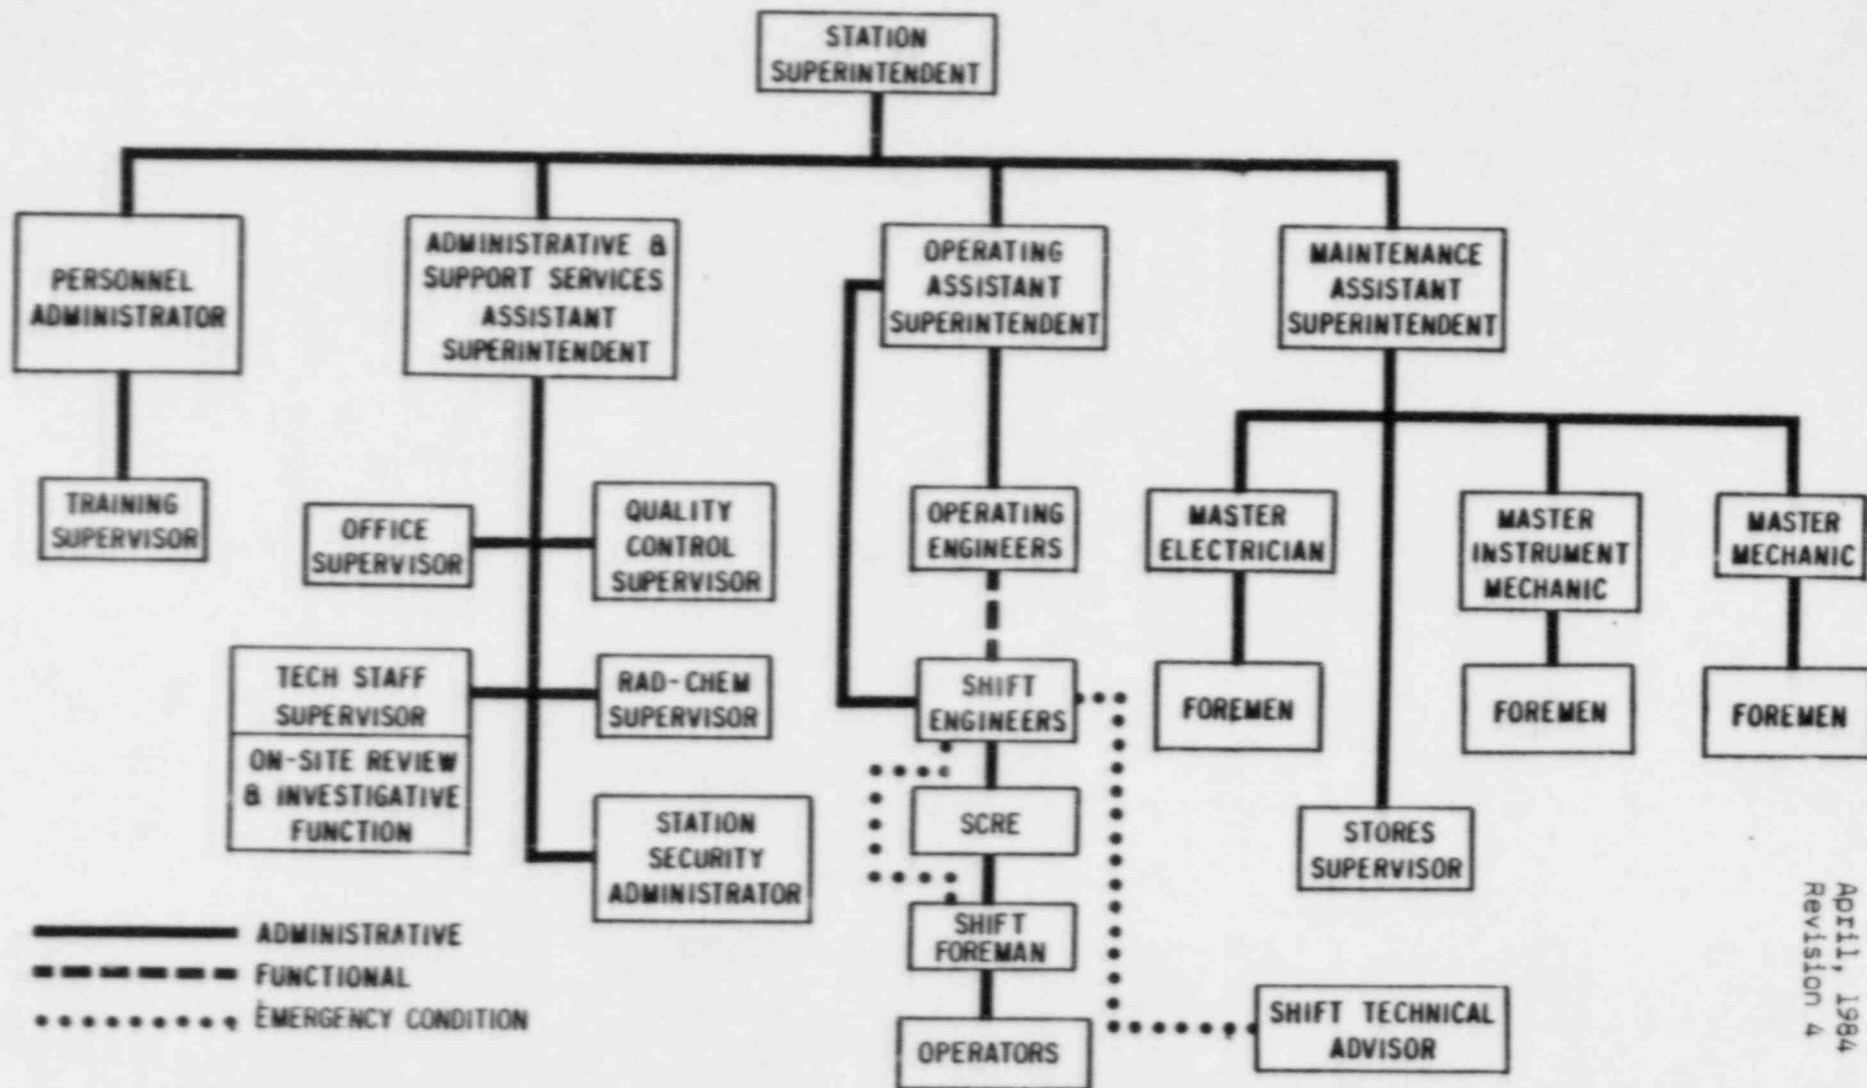 STATION
SUPERINTENDENT
PERSONNEL
ADMINISTRATOR
ADMINISTRATIVE &
SUPPORT SERVICES
ASSISTANT
SUPERINTENDENT
OPERATING
ASSISTANT
SUPERINTENDENT
MAINTENANCE
ASSISTANT
SUPERINTENDENT
TRAINING
SUPERVISOR
OFFICE
SUPERVISOR
QUALITY
CONTROL
SUPERVISOR
OPERATING
ENGINEERS
MASTER
ELECTRICIAN
MASTER
INSTRUMENT
MECHANIC
MASTER
MECHANIC
TECH STAFF
SUPERVISOR
ON-SITE REVIEW
& INVESTIGATIVE
FUNCTION
RAD-CHEM
SUPERVISOR
SHIFT
ENGINEERS
FOREMEN
FOREMEN
FOREMEN
STATION
SECURITY
ADMINISTRATOR
SCRE
STORES
SUPERVISOR
SHIFT
FOREMAN
OPERATORS
SHIFT TECHNICAL
ADVISOR
ADMINISTRATIVE
FUNCTIONAL
EMERGENCY CONDITION
April, 1984
Revision 4